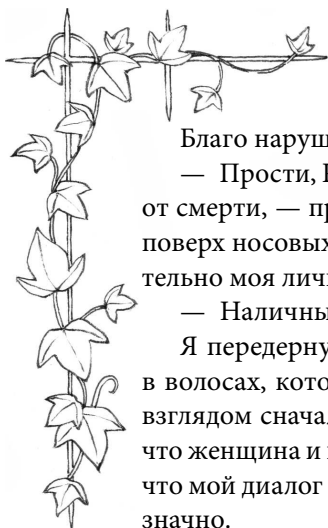 Благо наруш
— Прости,
от смерти, — пр
поверх носовых
тельно моя личн
— Наличны
Я передерну
в волосах, кото
взглядом снача
что женщина и
что мой диалог
значно.